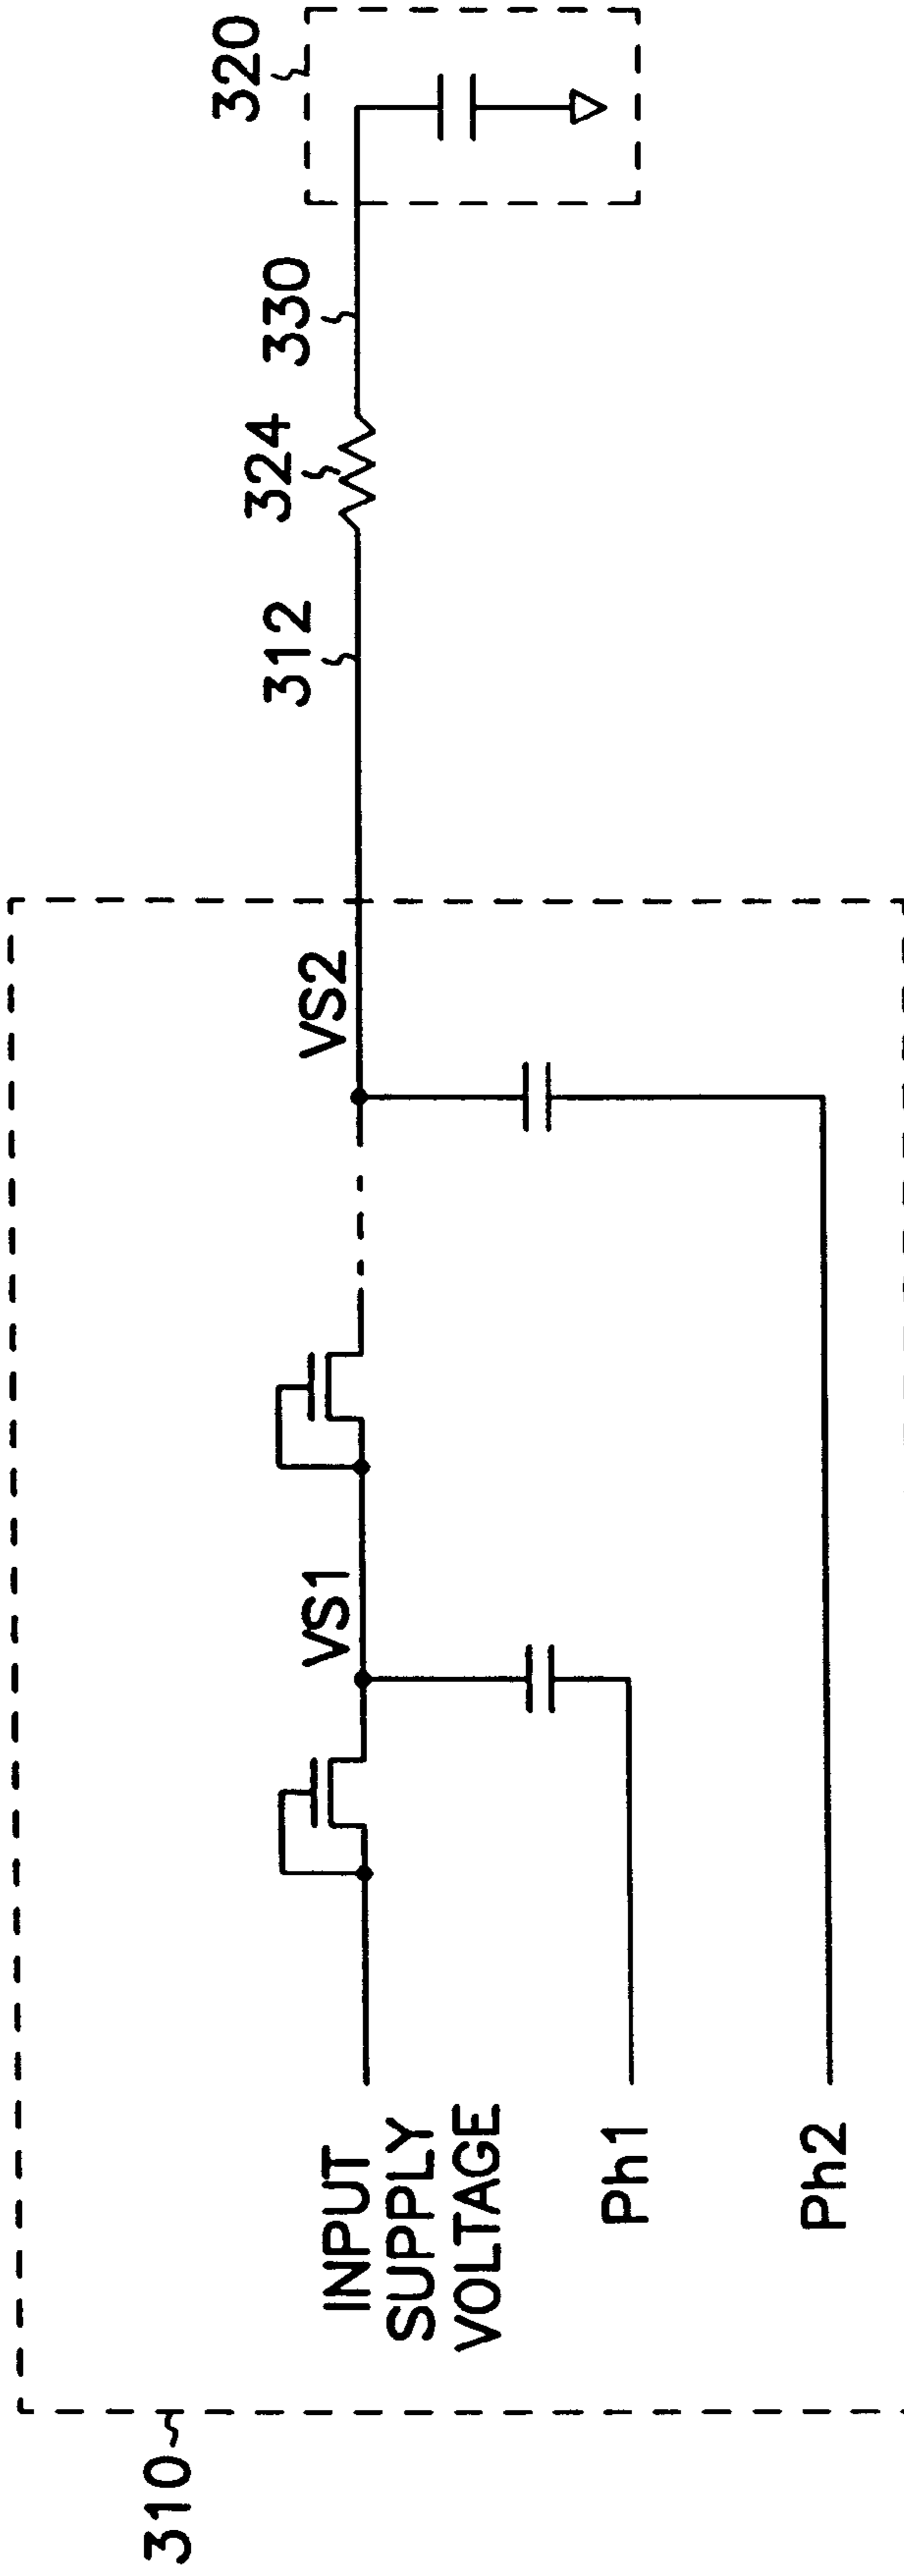 310
INPUT
SUPPLY
VOLTAGE
Ph1
Ph2
VS1
VS2
312
324
330
320